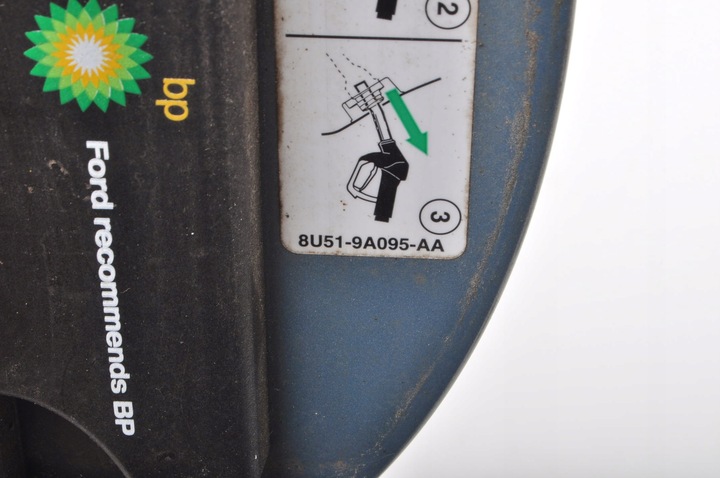 bp
Ford recommends BP
2
3
8U51-9A095-AA